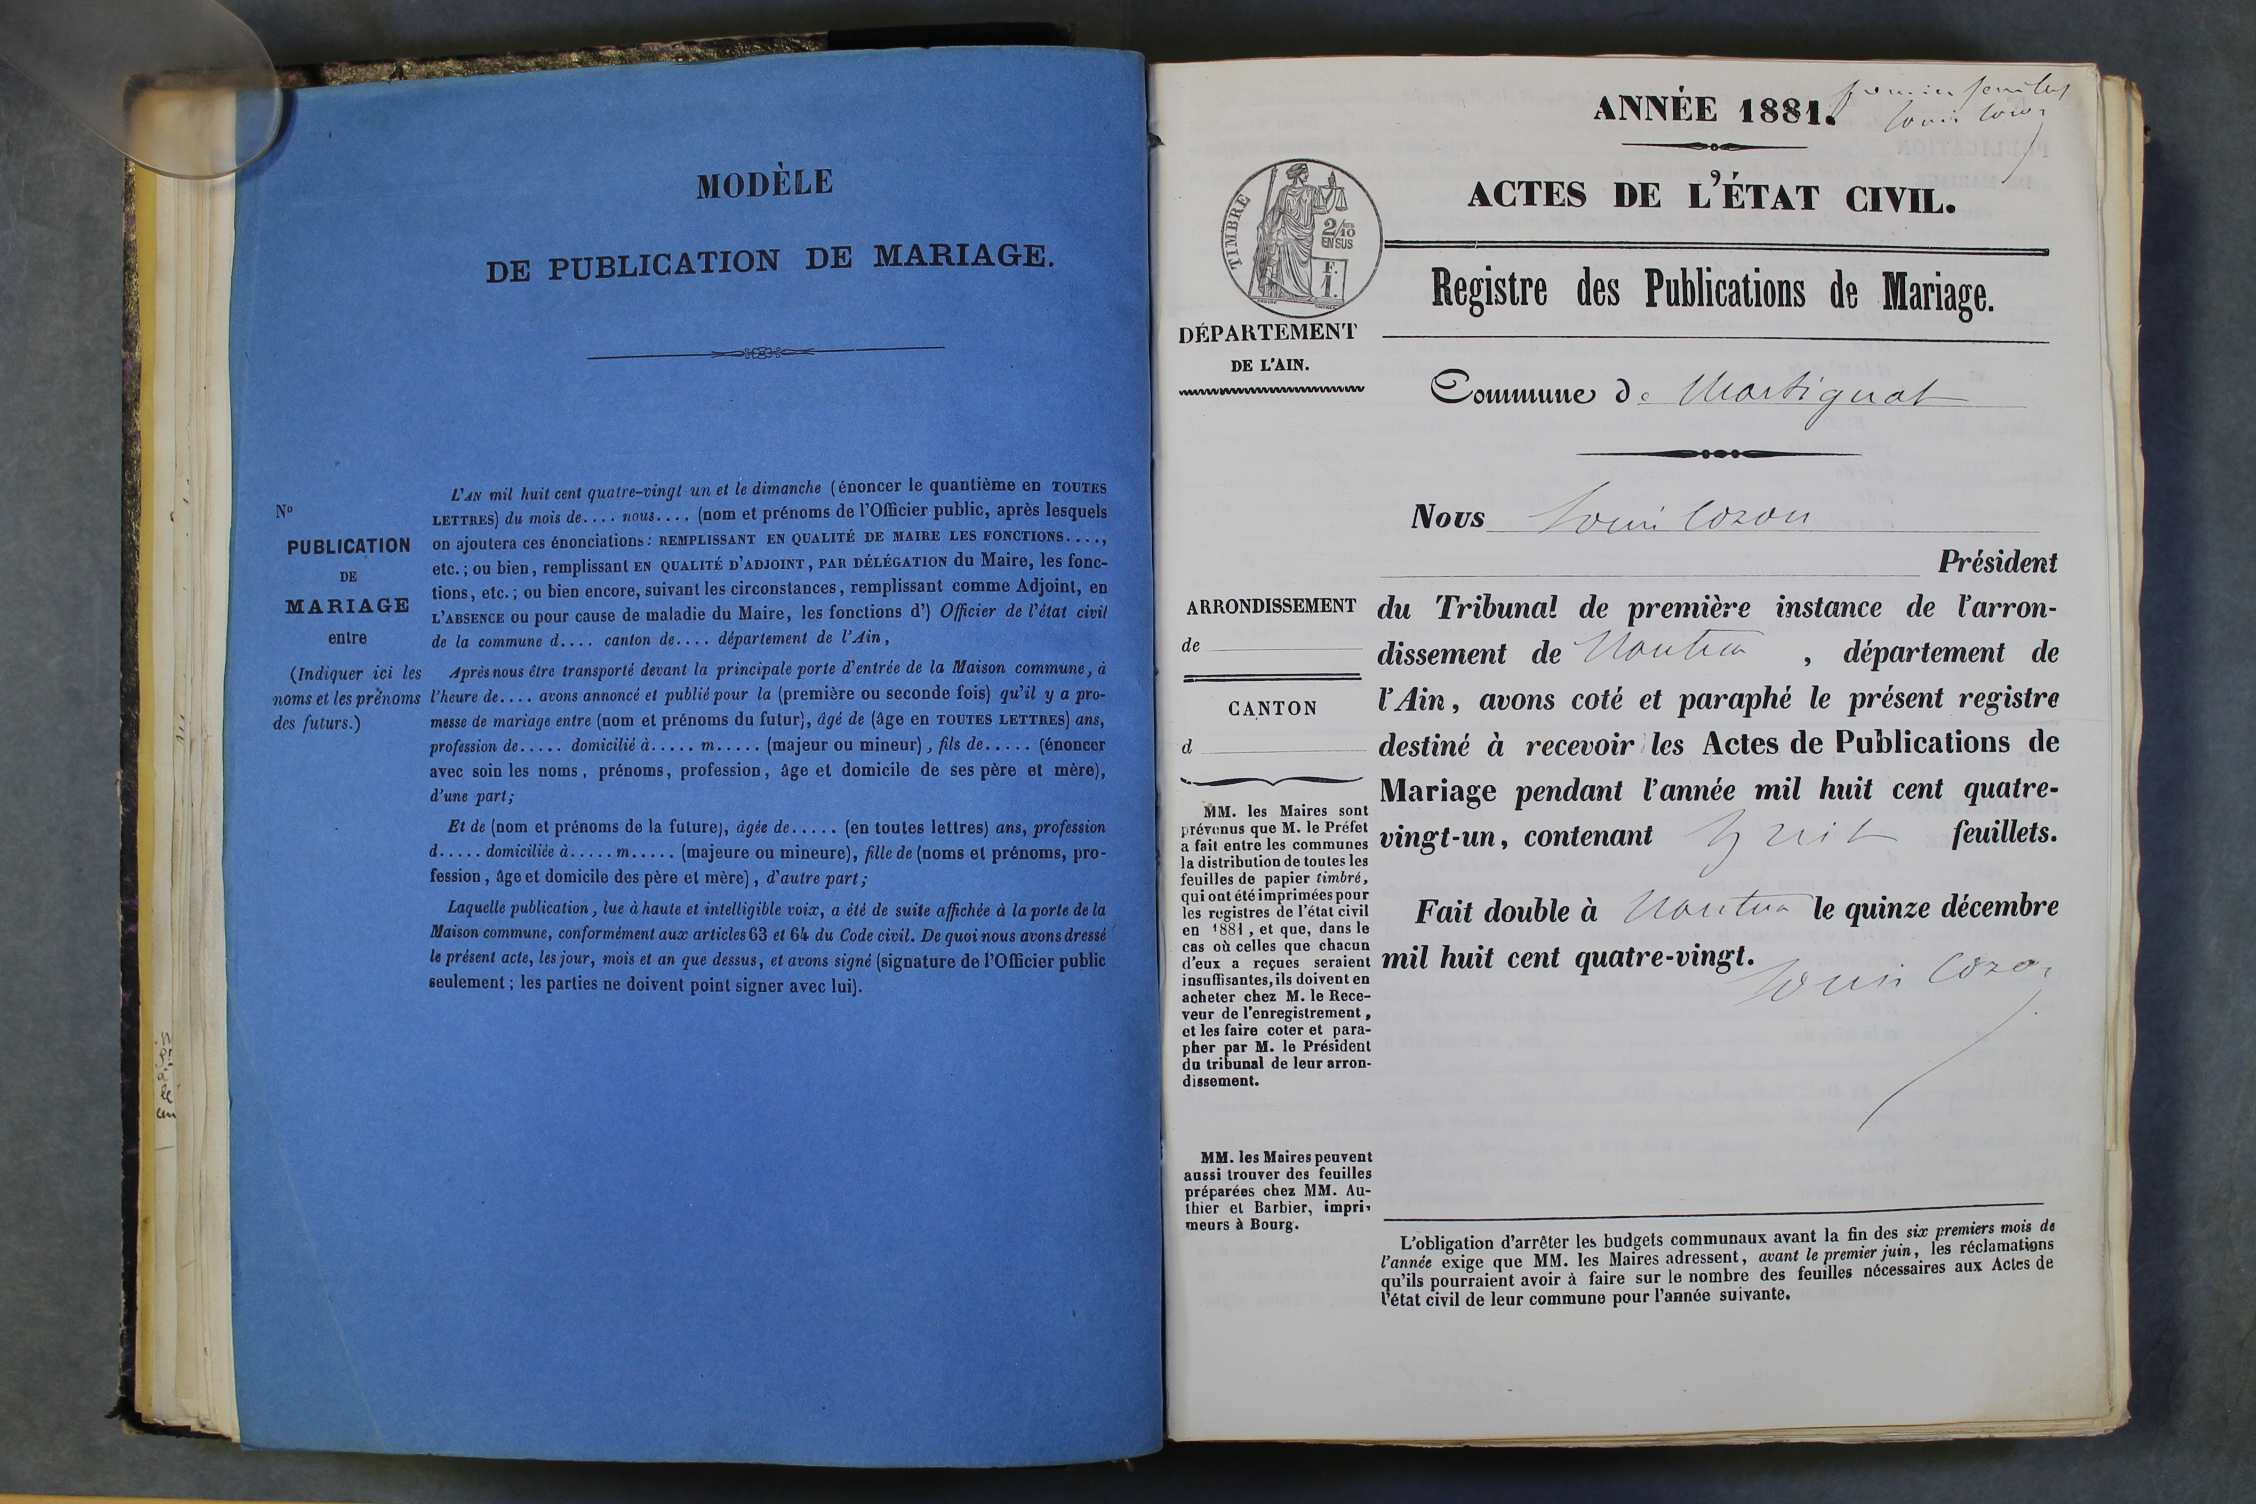 MODÈLE
DE PUBLICATION DE MARIAGE.
No
PUBLICATION
DE
MARIAGE
entre
(Indiquer ici les
noms et les prénoms
des futurs.)
L'AN mil huit cent quatre-vingt un et le dimanche (énoncer le quantième en TOUTES
LETTRES) du mois de.... nous.... (nom et prénoms de l'Officier public, après lesquels
on ajoutera ces énonciations: REMPLISSANT EN QUALITÉ DE MAIRE LES FONCTIONS....,
etc.; ou bien, remplissant EN QUALITÉ D'ADJOINT, PAR DÉLÉGATION du Maire, les fonc-
tions, etc.; ou bien encore, suivant les circonstances, remplissant comme Adjoint, en
L'ABSENCE ou pour cause de maladie du Maire, les fonctions d') Officier de l'état civil
de la commune d.... canton de.... département de l'Ain,
Après nous être transporté devant la principale porte d'entrée de la Maison commune, à
l'heure de.... avons annoncé et publié pour la (première ou seconde fois) qu'il y a pro-
messe de mariage entre (nom et prénoms du futur), âgé de (âge en TOUTES LETTRES) ans,
profession de..... domicilié à..... m..... (majeur ou mineur), fils de..... (énoncer
avec soin les noms, prénoms, profession, âge et domicile de ses père et mère),
d'une part;
Et de (nom et prénoms de la future), âgée de..... (en toutes lettres) ans, profession
d..... domiciliée à..... m..... (majeure ou mineure), fille de (noms et prénoms, pro-
fession, âge et domicile des père et mère), d'autre part;
Laquelle publication, lue à haute et intelligible voix, a été de suite affichée à la porte de la
Maison commune, conformément aux articles 63 et 64 du Code civil. De quoi nous avons dressé
le présent acte, les jour, mois et an que dessus, et avons signé (signature de l'Officier public
seulement; les parties ne doivent point signer avec lui).
ANNÉE 1881.
premier feuillet
Louis Cozon
ACTES DE L'ÉTAT CIVIL.
TIMBRE
2/10
EN SUS
F.
1.
Registre des Publications de Mariage.
DÉPARTEMENT
DE L'AIN.
Commune de Martignat
Nous Louis Cozon
Président
du Tribunal de première instance de l'arron-
dissement de Nantua, département de
l'Ain, avons coté et paraphé le présent registre
destiné à recevoir les Actes de Publications de
Mariage pendant l'année mil huit cent quatre-
vingt-un, contenant huit feuillets.
Fait double à Nantua le quinze décembre
mil huit cent quatre-vingt.
Louis Cozon
ARRONDISSEMENT
de
CANTON
d
MM. les Maires sont
prévenus que M. le Préfet
a fait entre les communes
la distribution de toutes les
feuilles de papier timbré,
qui ont été imprimées pour
les registres de l'état civil
en 1881, et que, dans le
cas où celles que chacun
d'eux a reçues seraient
insuffisantes, ils doivent en
acheter chez M. le Rece-
veur de l'enregistrement,
et les faire coter et para-
pher par M. le Président
du tribunal de leur arron-
dissement.
MM. les Maires peuvent
aussi trouver des feuilles
préparées chez MM. Au-
thier et Barbier, impri-
meurs à Bourg.
L'obligation d'arrêter les budgets communaux avant la fin des six premiers mois de
l'année exige que MM. les Maires adressent, avant le premier juin, les réclamations
qu'ils pourraient avoir à faire sur le nombre des feuilles nécessaires aux Actes de
l'état civil de leur commune pour l'année suivante.